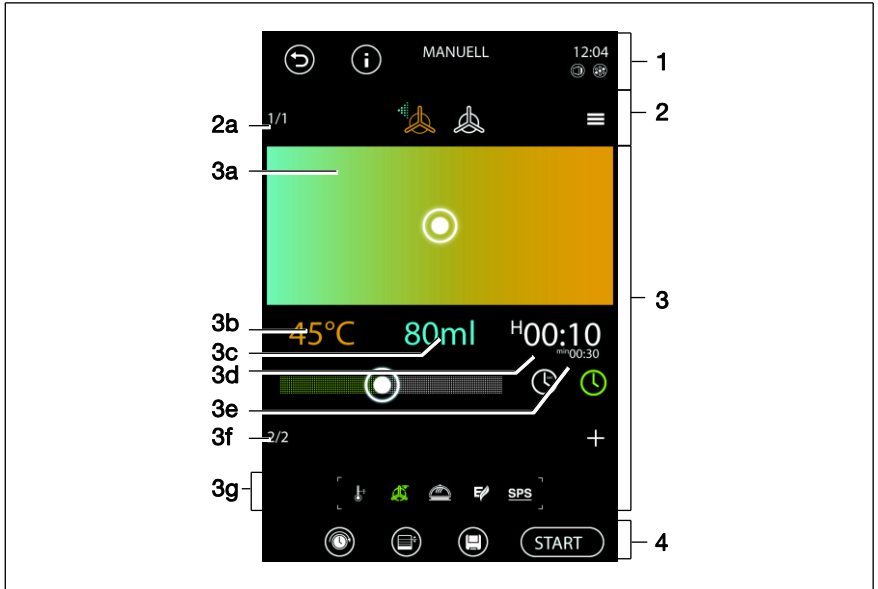 MANUELL 12:04
1
2a 1/1 2
3a
3
3b 45°C 80ml H00:10
3c min00:30
3d
3e
3f 2/2 +
3g E SPS
START 4